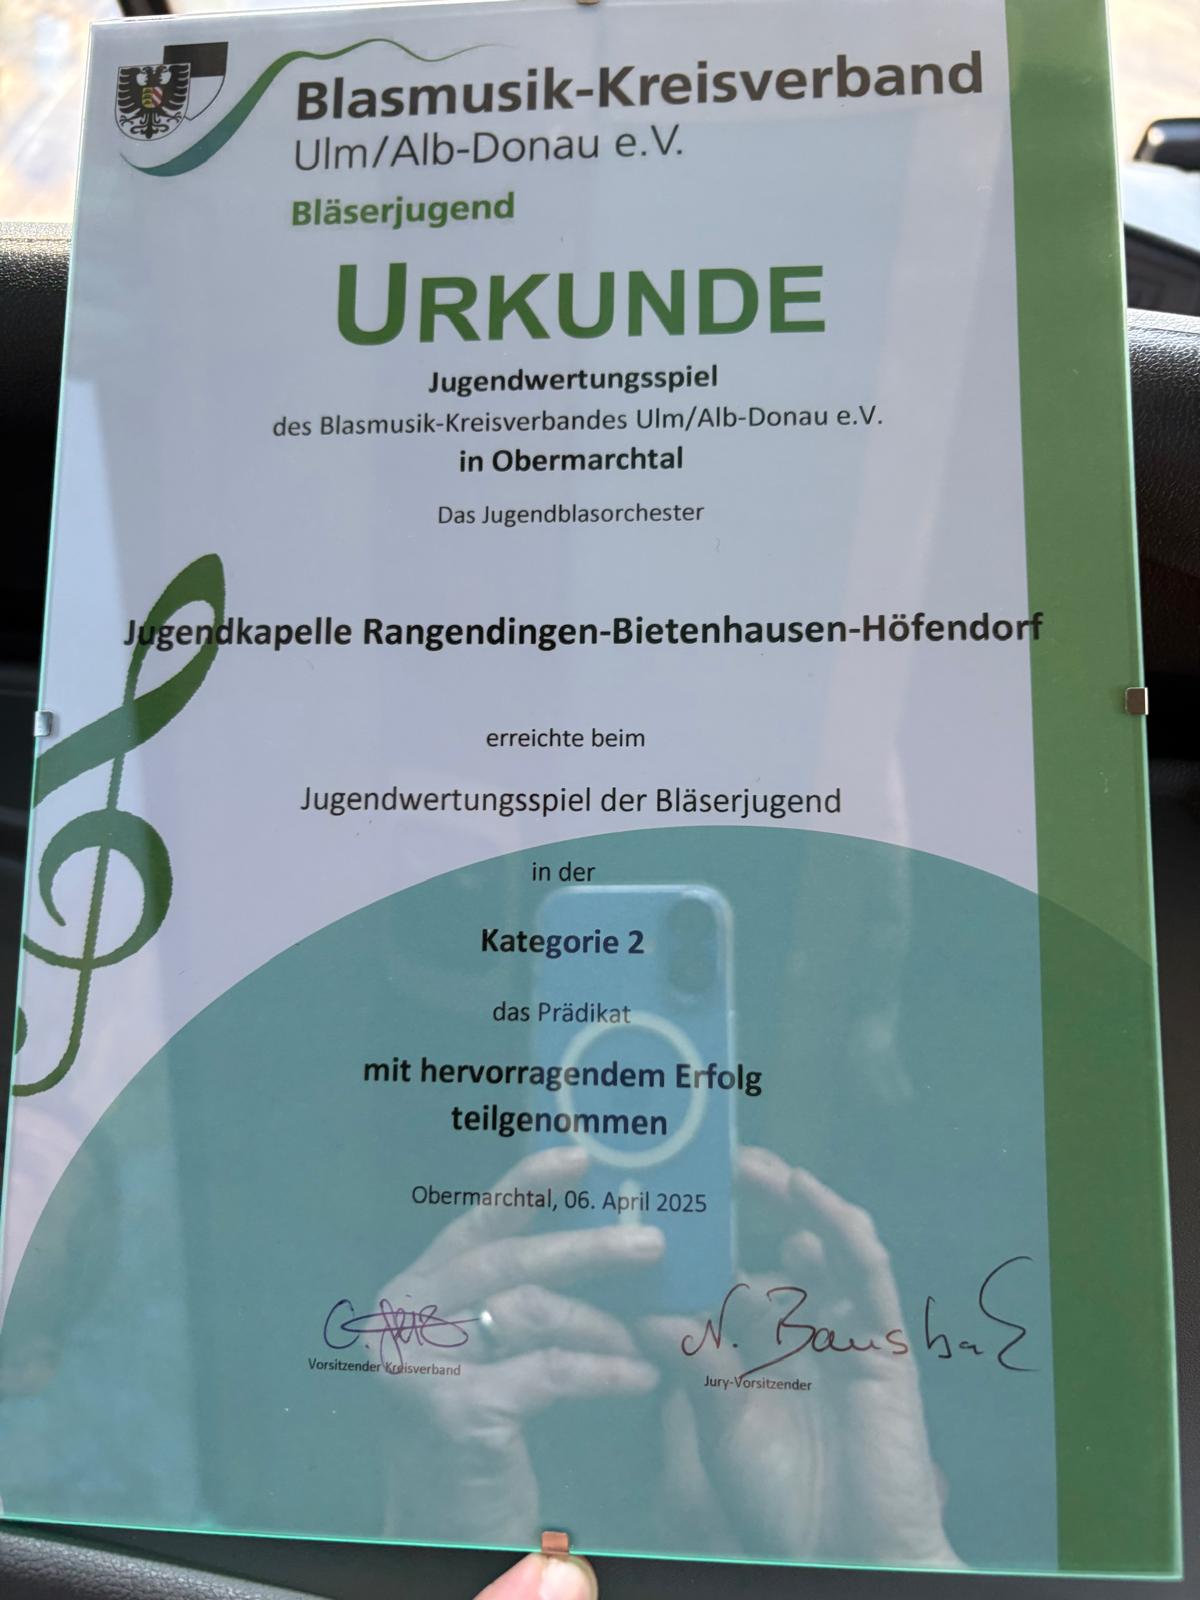 Blasmusik-Kreisverband
Ulm/Alb-Donau e.V.
Bläserjugend
URKUNDE
Jugendwertungsspiel
des Blasmusik-Kreisverbandes Ulm/Alb-Donau e.V.
in Obermarchtal
Das Jugendblasorchester
Jugendkapelle Rangendingen-Bietenhausen-Höfendorf
erreichte beim
Jugendwertungsspiel der Bläserjugend
in der
Kategorie 2
das Prädikat
mit hervorragendem Erfolg
teilgenommen
Obermarchtal, 06. April 2025
N.
Vorsitzender Kreisverband
Jury-Vorsitzender